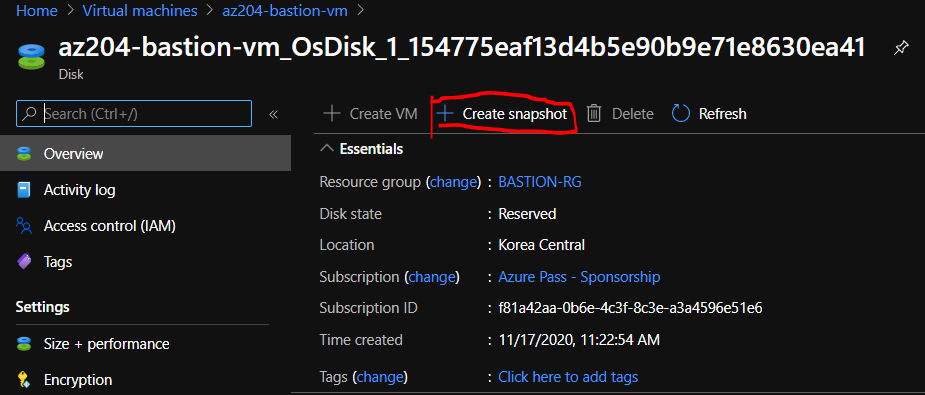 Home > Virtual machines > az204-bastion-vm >
az204-bastion-vm_OsDisk_1_154775eaf13d4b5e90b9e71e8630ea41
Disk
Search (Ctrl+/)
«
Overview
Activity log
Access control (IAM)
Tags
Settings
Size + performance
Encryption
+ Create VM + Create snapshot Delete Refresh
Essentials
Resource group (change) : BASTION-RG
Disk state : Reserved
Location : Korea Central
Subscription (change) : Azure Pass - Sponsorship
Subscription ID : f81a42aa-0b6e-4c3f-8c3e-a3a4596e51e6
Time created : 11/17/2020, 11:22:54 AM
Tags (change) : Click here to add tags